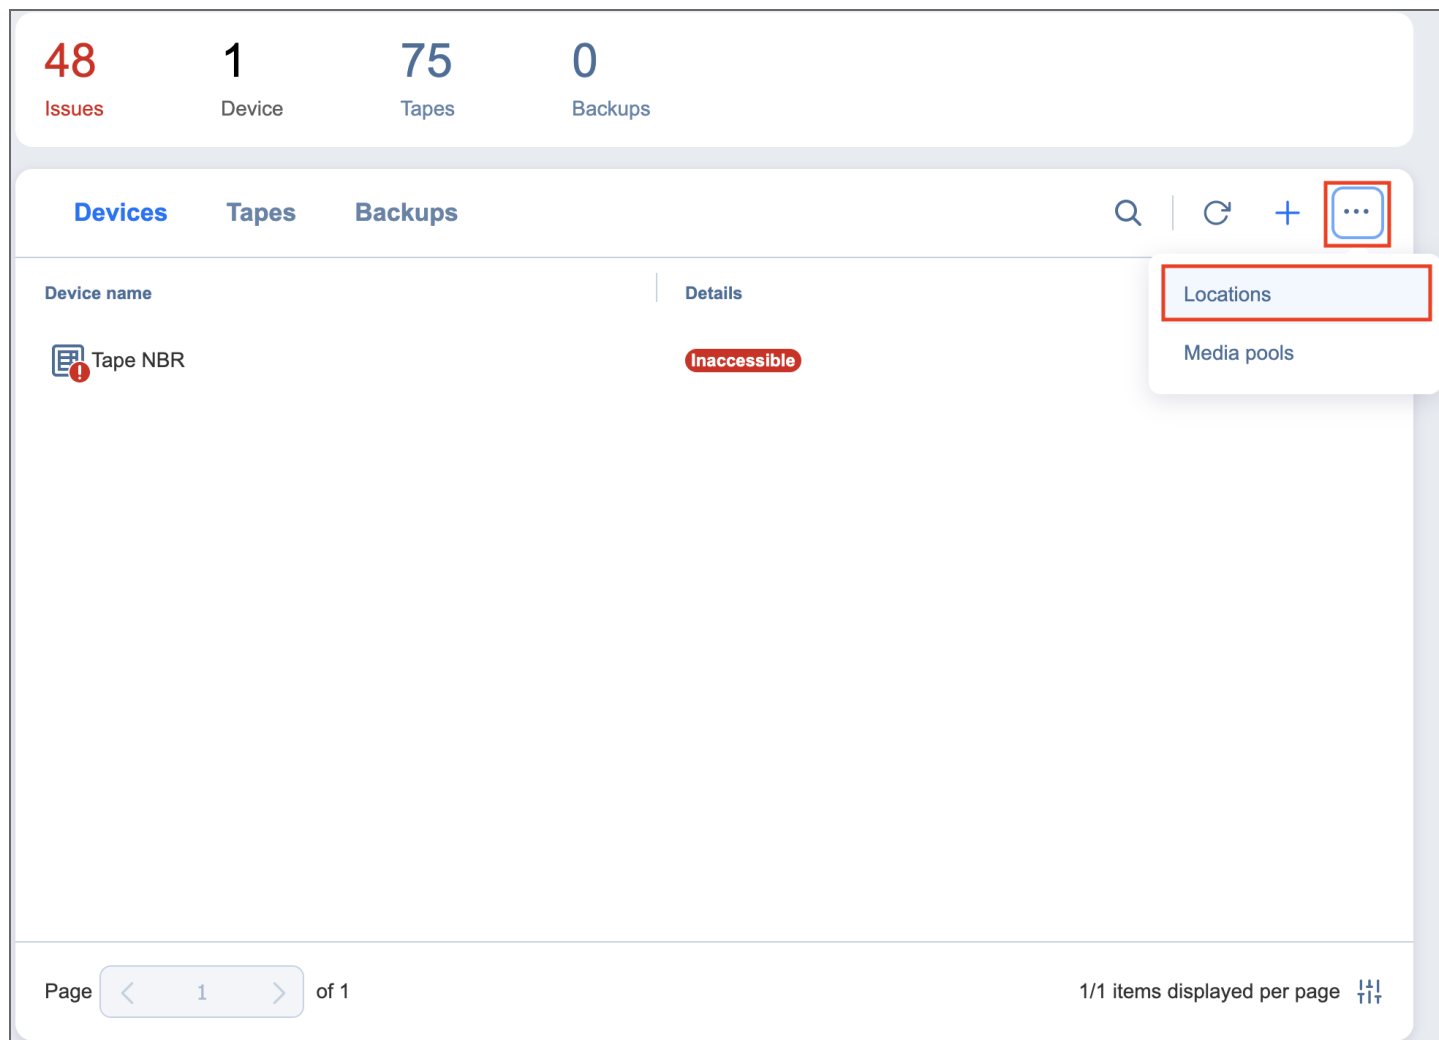 48 1 75 0
Issues Device Tapes Backups
Devices Tapes Backups
Device name Details
Locations
Tape NBR Inaccessible
Media pools
Page 1 of 1
1/1 items displayed per page